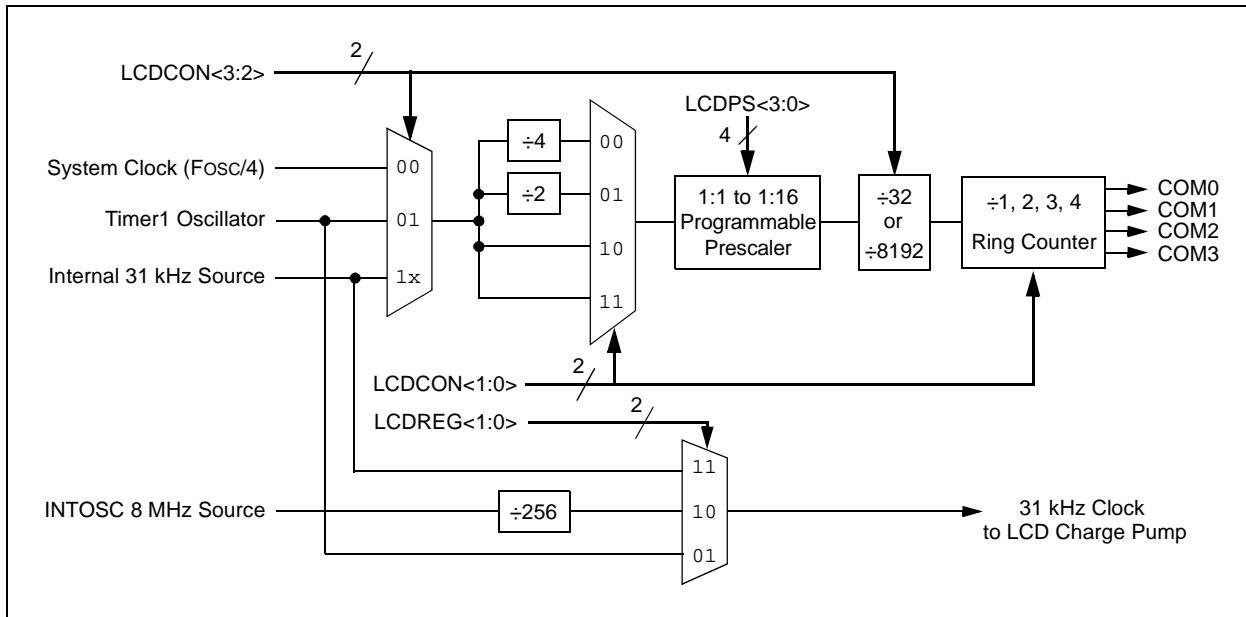 2
LCDCON<3:2>
LCDPS<3:0>
4
÷4
00
System Clock (FOSC/4)
00
÷2
01
1:1 to 1:16
Programmable
Prescaler
÷32
or
÷8192
÷1, 2, 3, 4
Ring Counter
COM0
COM1
COM2
COM3
Timer1 Oscillator
01
10
Internal 31 kHz Source
1x
11
2
LCDCON<1:0>
2
LCDREG<1:0>
11
INTOSC 8 MHz Source
÷256
10
31 kHz Clock
to LCD Charge Pump
01